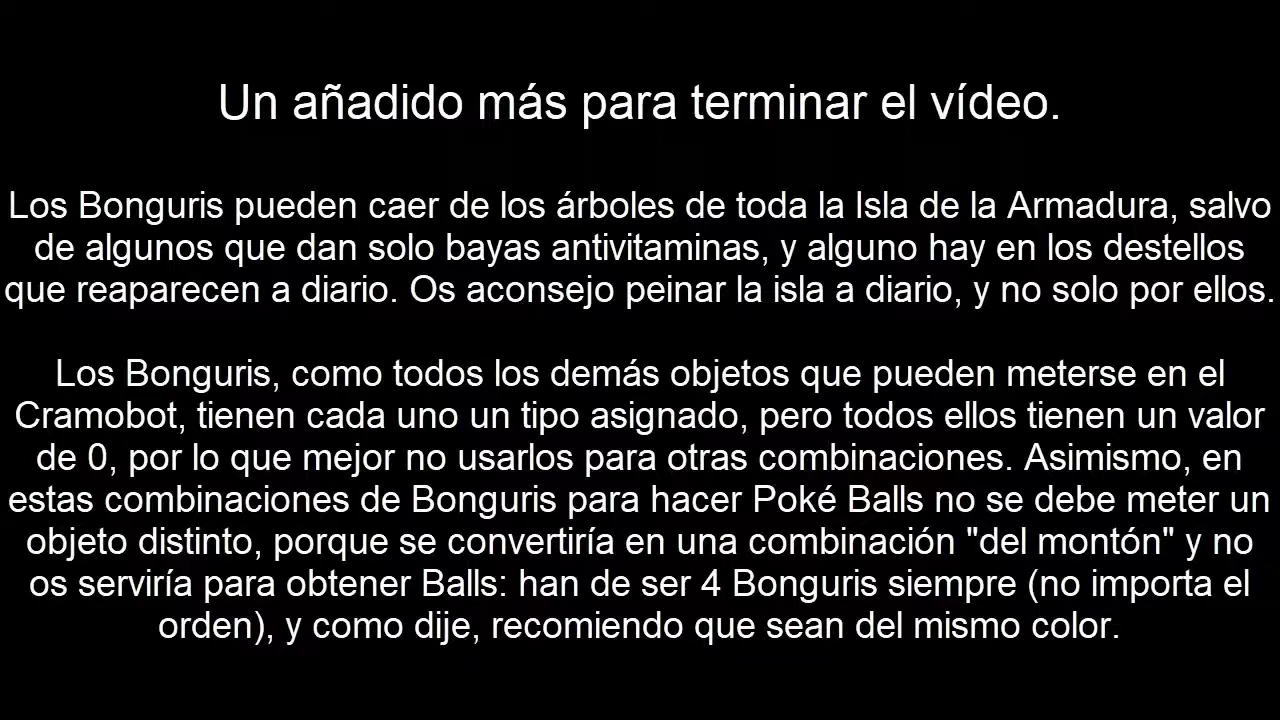 Un añadido más para terminar el vídeo.
Los Bonguris pueden caer de los árboles de toda la Isla de la Armadura, salvo
de algunos que dan solo bayas antivitaminas, y alguno hay en los destellos
que reaparecen a diario. Os aconsejo peinar la isla a diario, y no solo por ellos.
Los Bonguris, como todos los demás objetos que pueden meterse en el
Cramobot, tienen cada uno un tipo asignado, pero todos ellos tienen un valor
de 0, por lo que mejor no usarlos para otras combinaciones. Asimismo, en
estas combinaciones de Bonguris para hacer Poké Balls no se debe meter un
objeto distinto, porque se convertiría en una combinación "del montón" y no
os serviría para obtener Balls: han de ser 4 Bonguris siempre (no importa el
orden), y como dije, recomiendo que sean del mismo color.